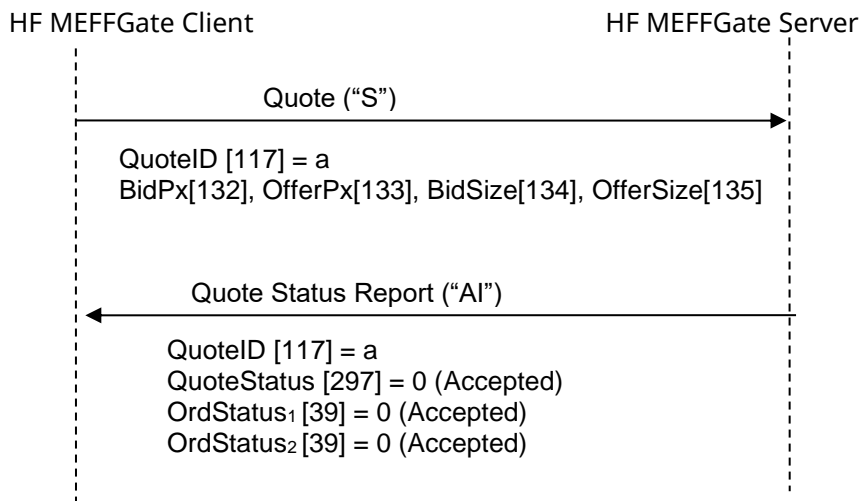 HF MEFFGate Client HF MEFFGate Server
Quote (“S”)
QuoteID [117] = a
BidPx[132], OfferPx[133], BidSize[134], OfferSize[135]
Quote Status Report (“AI”)
QuoteID [117] = a
QuoteStatus [297] = 0 (Accepted)
OrdStatus₁ [39] = 0 (Accepted)
OrdStatus₂ [39] = 0 (Accepted)